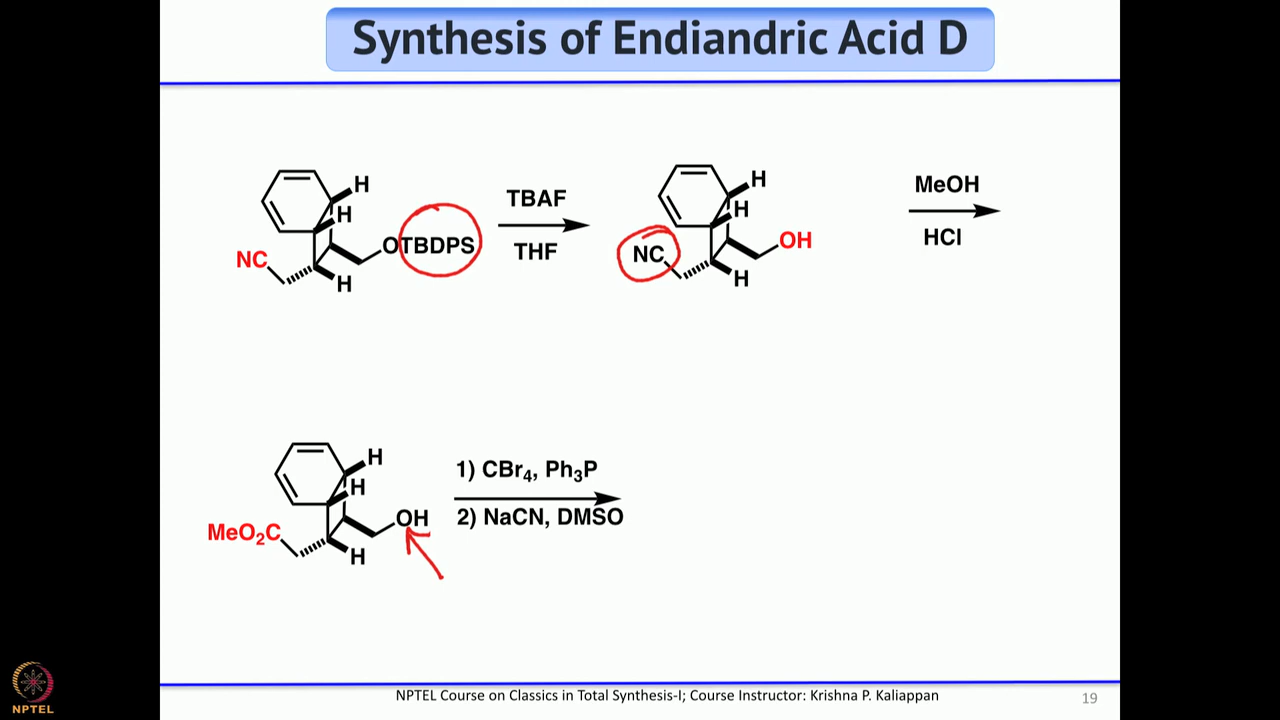 Synthesis of Endiandric Acid D
H
H
NC
OTBDPS
H
TBAF
THF
H
H
NC
OH
H
MeOH
HCl
H
H
MeO2C
OH
H
1) CBr4, Ph3P
2) NaCN, DMSO
NPTEL Course on Classics in Total Synthesis-I; Course Instructor: Krishna P. Kaliappan
19
NPTEL